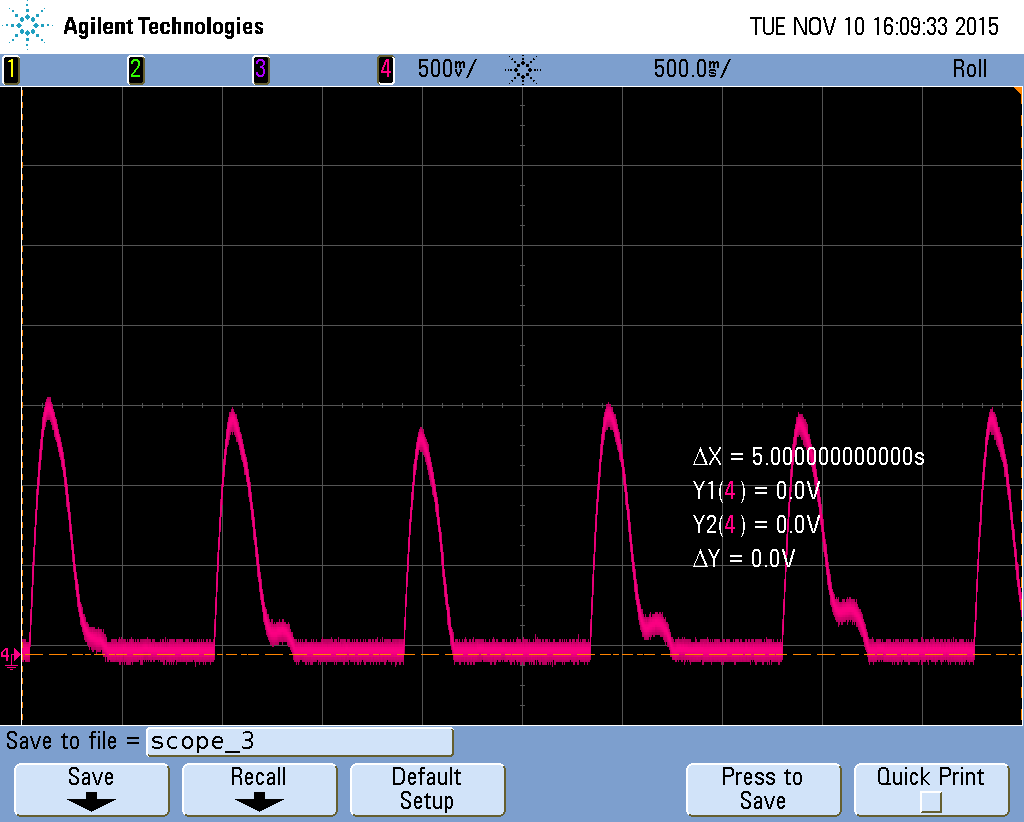 Agilent Technologies TUE NOV 10 16:09:33 2015
1 2 3 4 500mV/ 500.0ms/ Roll
ΔX = 5.000000000000s
Y1(4) = 0.0V
Y2(4) = 0.0V
ΔY = 0.0V
4
Save to file = scope_3
Save Recall Default Setup Press to Save Quick Print